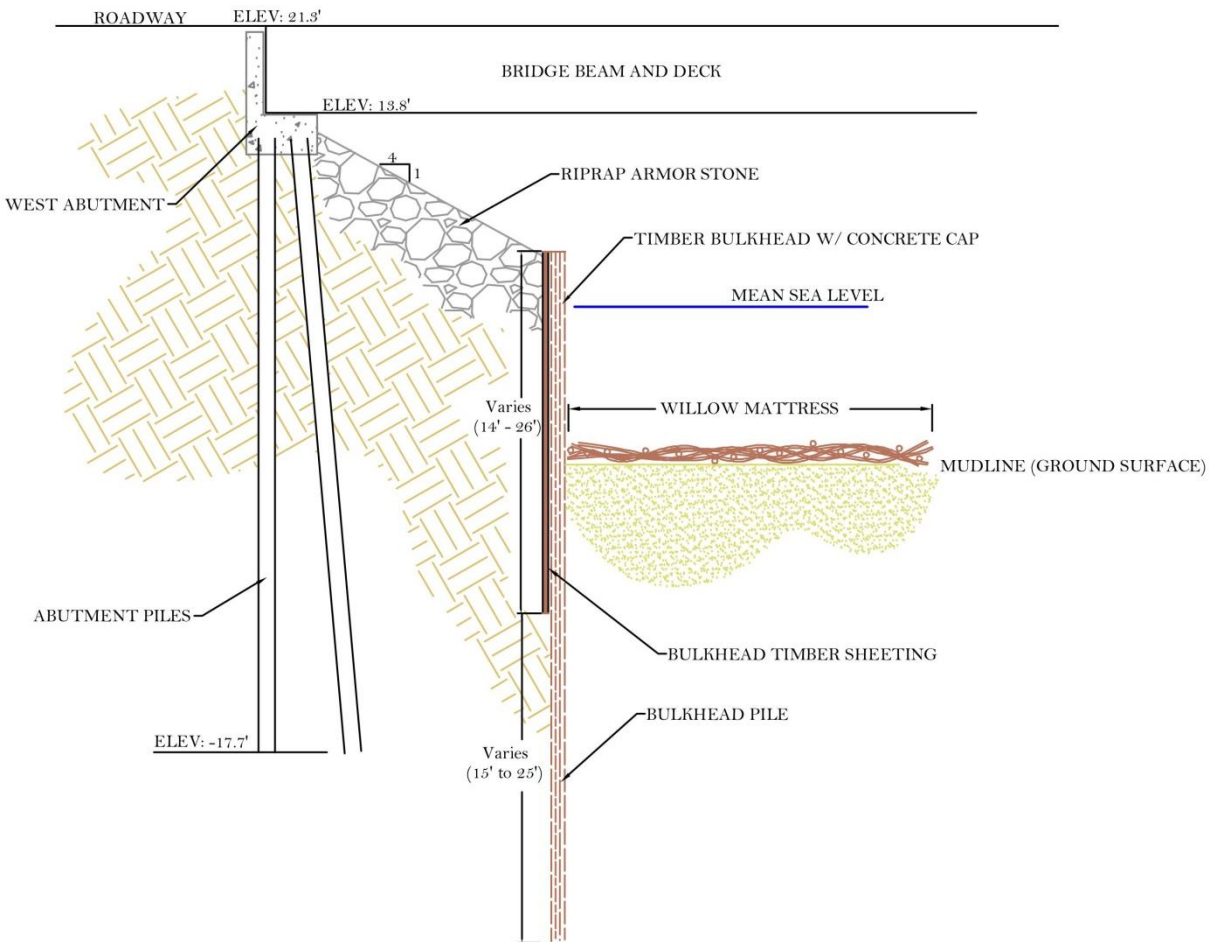 ROADWAY
ELEV: 21.3'
BRIDGE BEAM AND DECK
ELEV: 13.8'
4
1
RIPRAP ARMOR STONE
WEST ABUTMENT
TIMBER BULKHEAD W/ CONCRETE CAP
MEAN SEA LEVEL
Varies
(14' - 26')
WILLOW MATTRESS
MUDLINE (GROUND SURFACE)
ABUTMENT PILES
BULKHEAD TIMBER SHEETING
BULKHEAD PILE
ELEV: -17.7'
Varies
(15' to 25')